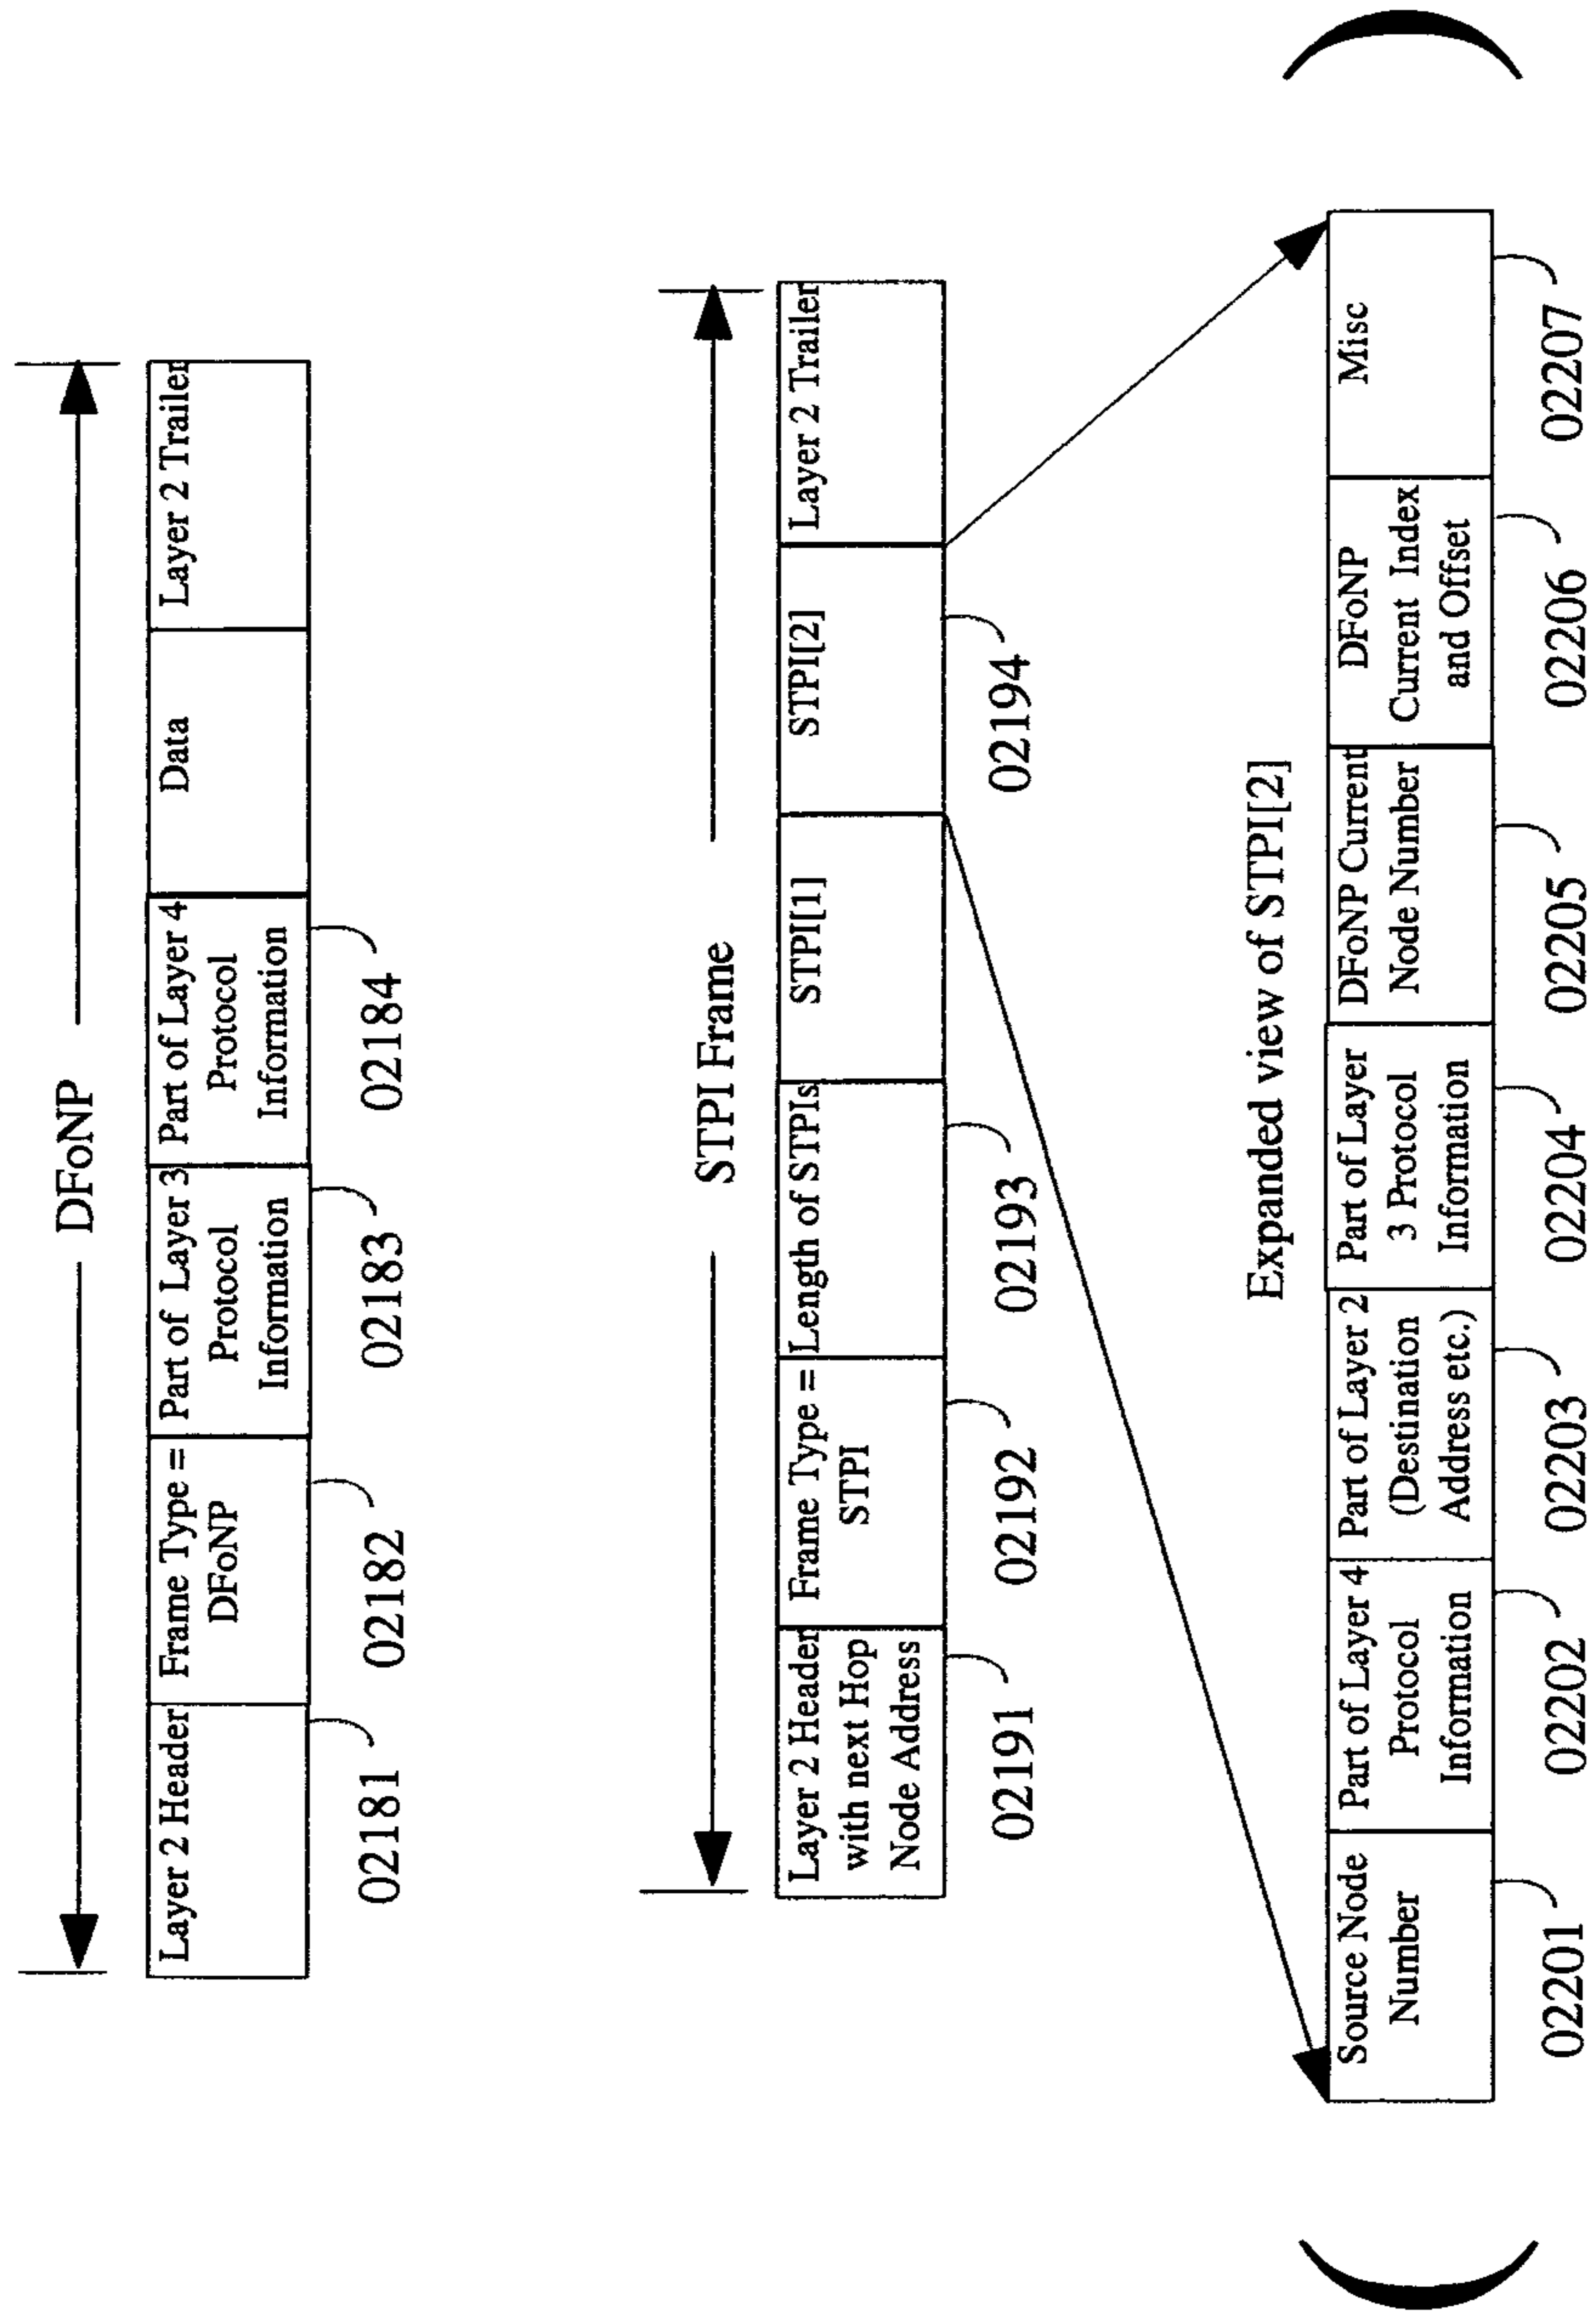 DFoNP
Layer 2 Header
Frame Type =
DFoNP
Part of Layer 3
Protocol
Information
Part of Layer 4
Protocol
Information
Data
Layer 2 Trailer
02181
02182
02183
02184
STPI Frame
Layer 2 Header
with next Hop
Node Address
Frame Type =
STPI
Length of STPIs
STPI[1]
STPI[2]
Layer 2 Trailer
02191
02192
02193
02194
Expanded view of STPI[2]
Source Node
Number
Part of Layer 4
Protocol
Information
Part of Layer 2
(Destination
Address etc.)
Part of Layer
3 Protocol
Information
DFoNP Current
Node Number
DFoNP
Current Index
and Offset
Misc
02201
02202
02203
02204
02205
02206
02207